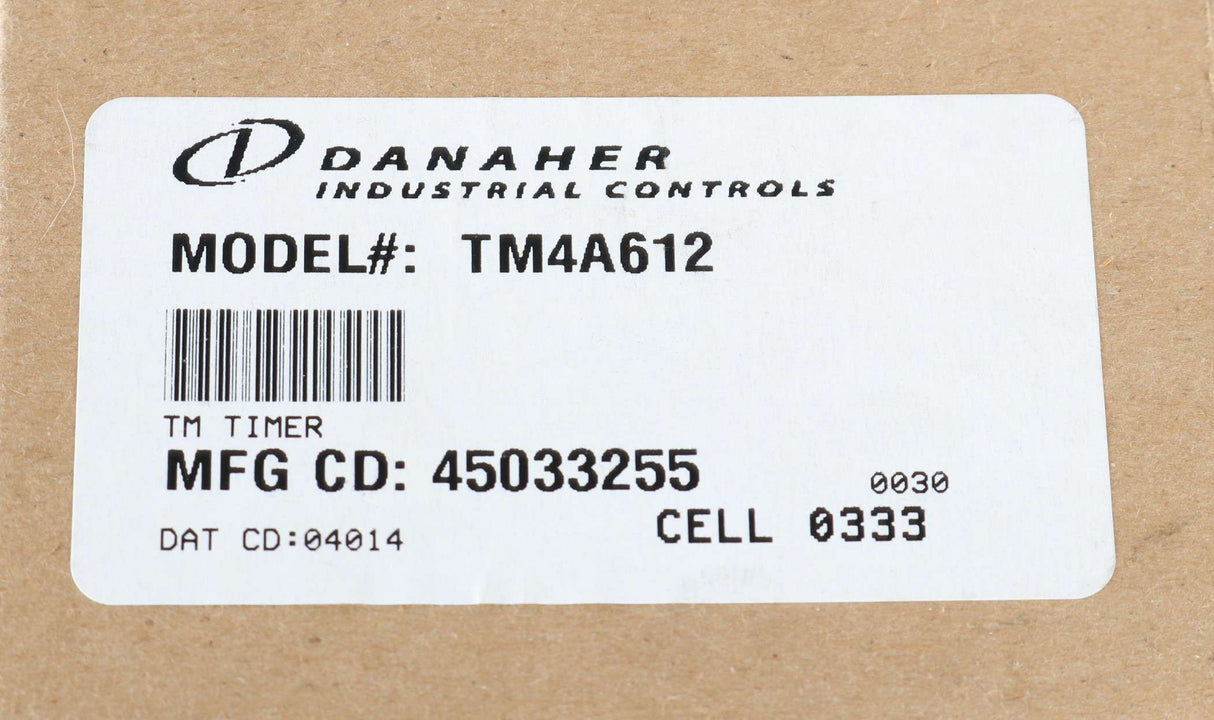 DANAHER
INDUSTRIAL CONTROLS
MODEL#: TM4A612
TM TIMER
MFG CD: 45033255
0030
CELL 0333
DAT CD:04014